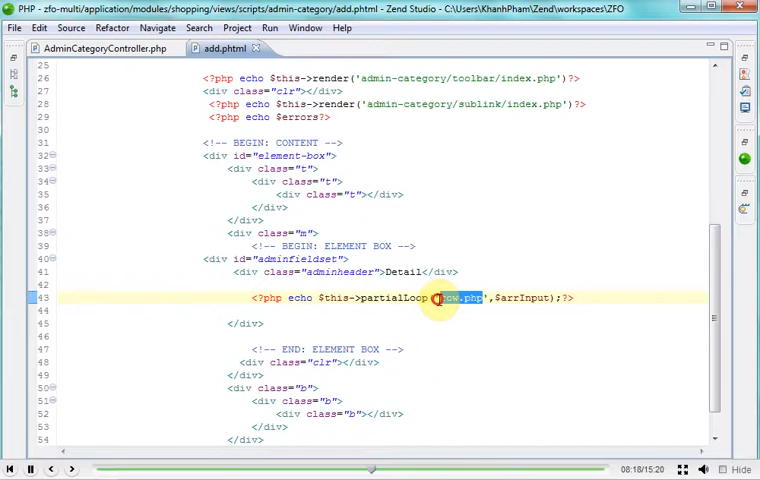 PHP - zfo-multi/application/modules/shopping/views/scripts/admin-category/add.phtml - Zend Studio - C:\Users\KhanhPham\Zend\workspaces\ZFO
File Edit Source Refactor Navigate Search Project Run Window Help
AdminCategoryController.php add.phtml
25
26 <?php echo $this->render('admin-category/toolbar/index.php')?>
27 <div class="clr"></div>
28 <?php echo $this->render('admin-category/sublink/index.php')?>
29 <?php echo $errors?>
30
31 <!-- BEGIN: CONTENT -->
32 <div id="element-box">
33 <div class="t">
34 <div class="t">
35 <div class="t"></div>
36 </div>
37 </div>
38 <div class="m">
39 <!-- BEGIN: ELEMENT BOX -->
40 <div id="adminfieldset">
41 <div class="adminheader">Detail</div>
42
43 <?php echo $this->partialLoop('row.php',$arrInput);?>
44
45 </div>
46
47 <!-- END: ELEMENT BOX -->
48 <div class="clr"></div>
49 </div>
50 <div class="b">
51 <div class="b">
52 <div class="b"></div>
53 </div>
54 </div>
08:18/15:20 Hide